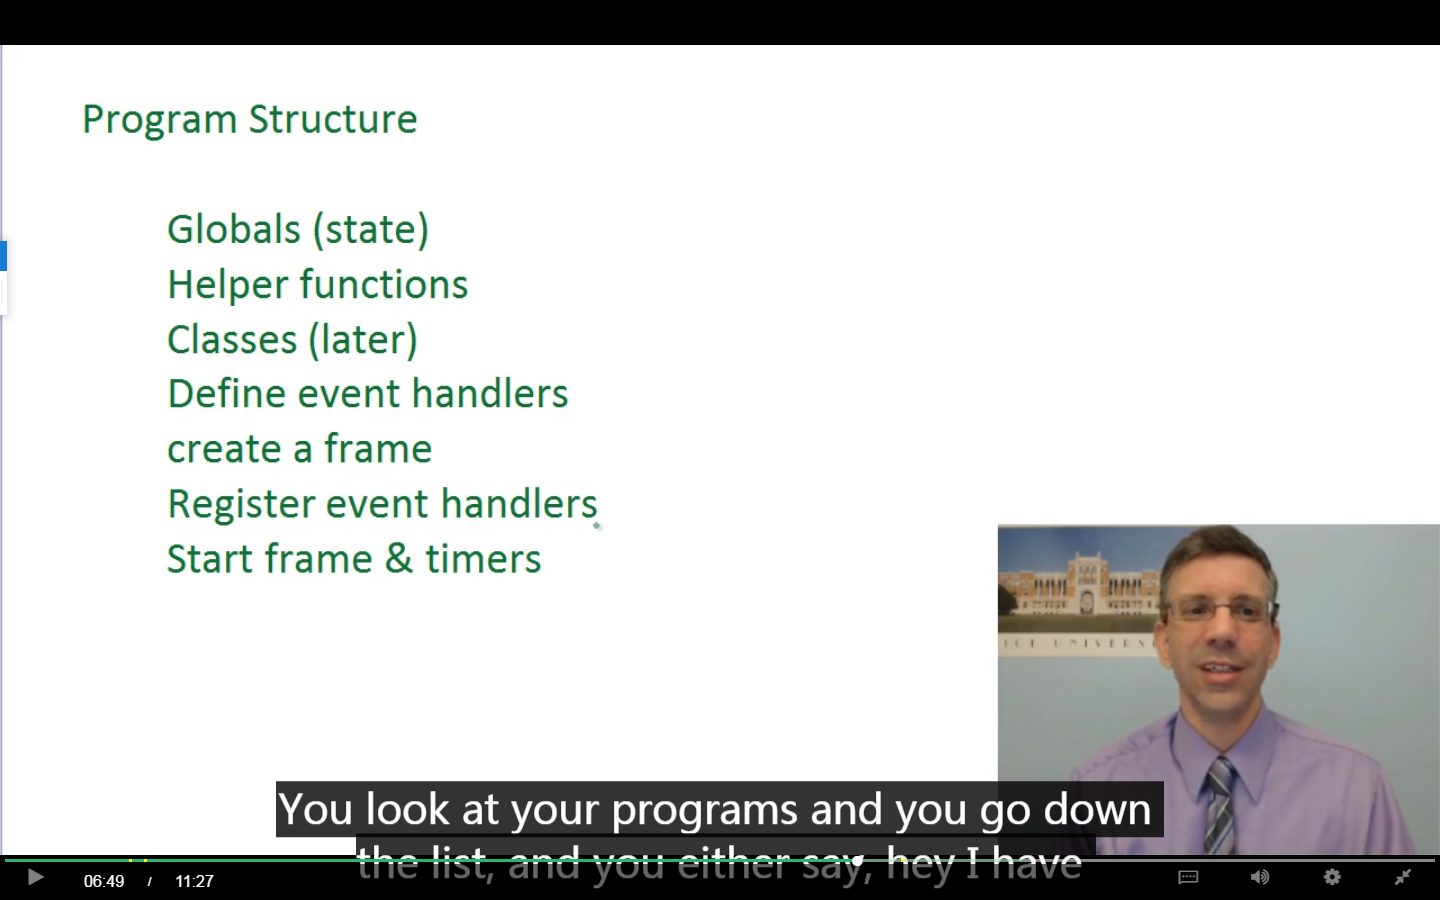 Program Structure
Globals (state)
Helper functions
Classes (later)
Define event handlers
create a frame
Register event handlers
Start frame & timers
ICE UNIVERS
You look at your programs and you go down
the list, and you either say, hey I have
06:49 / 11:27